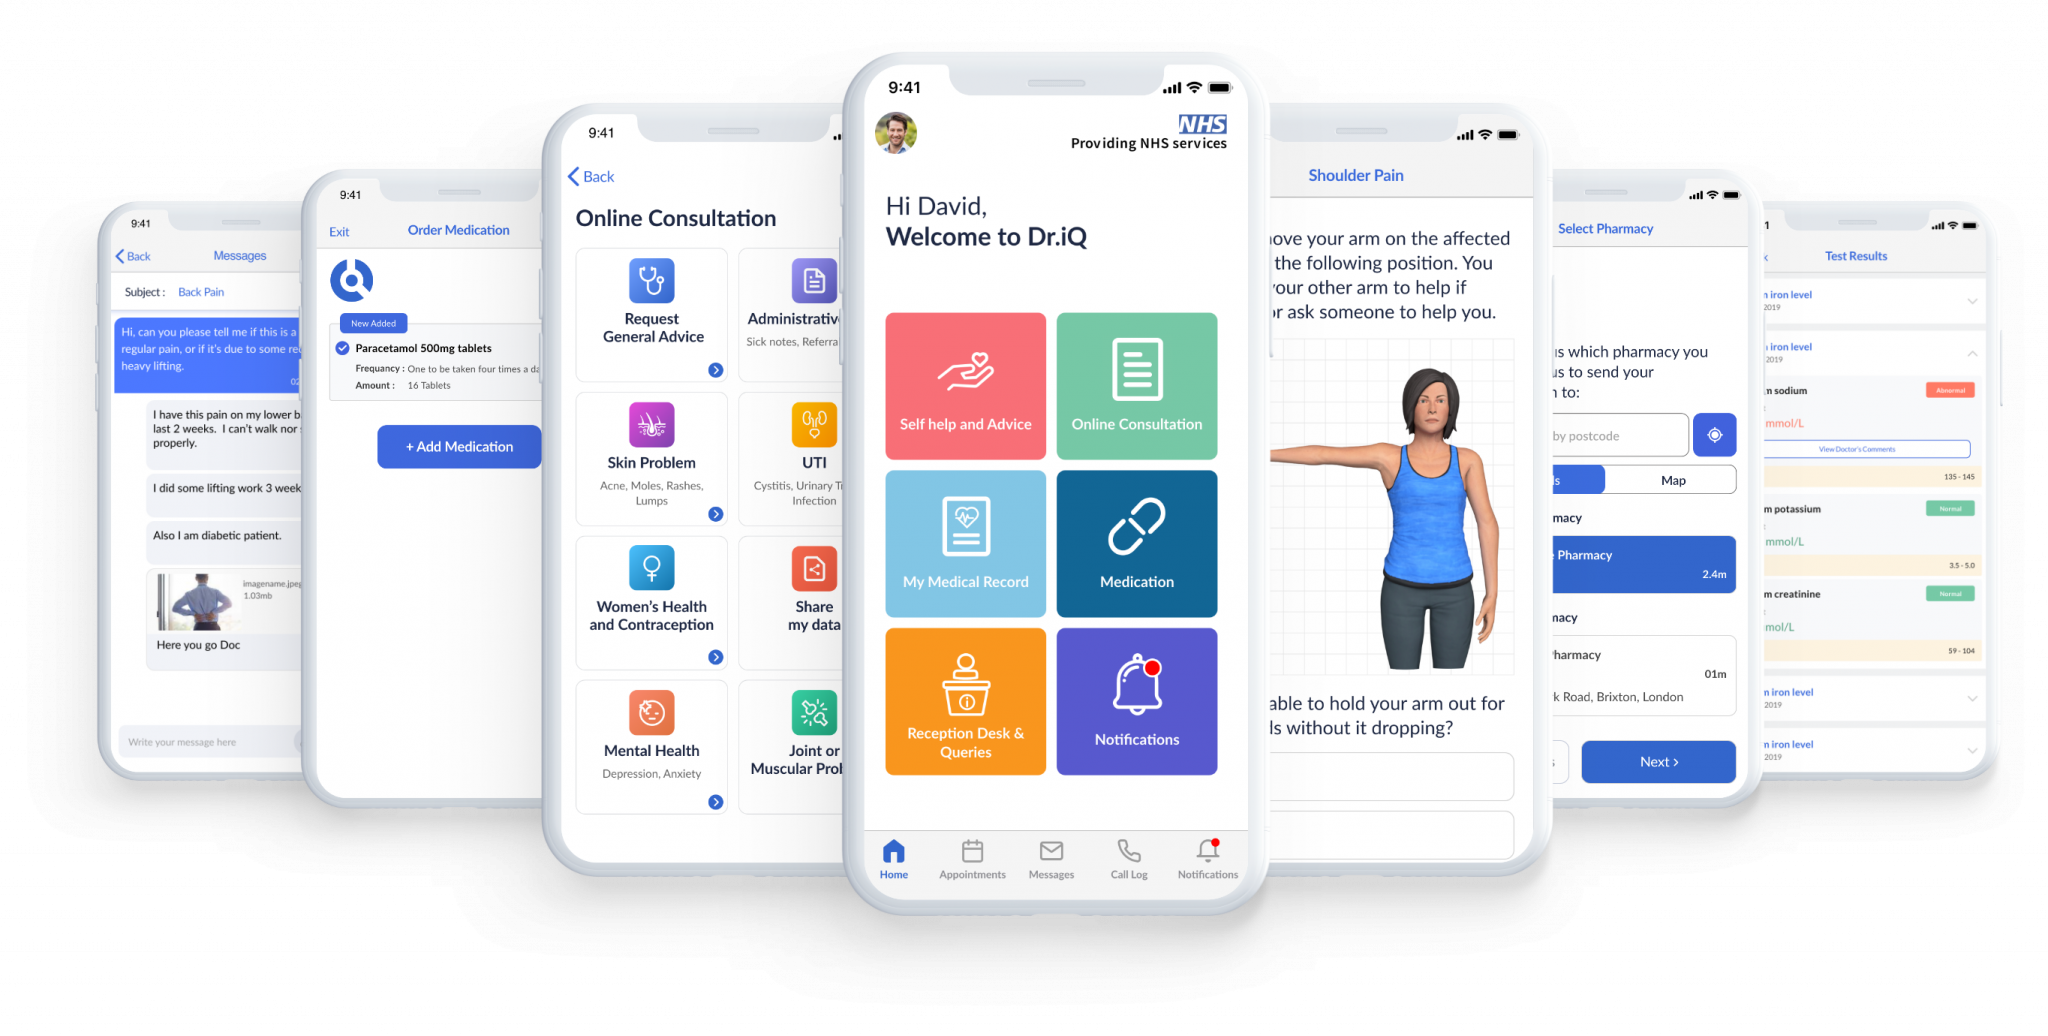 9:41
Back
Messages
Subject :
Back Pain
Hi, can you please tell me if this is a
regular pain, or if it's due to some
heavy lifting.
I have this pain on my lower
last 2 weeks. I can't walk nor
properly.
I did some lifting work 3
Also I am diabetic patient.
imagename.jpeg
1.03mb
Here you go Doc
Write your message here
9:41
Exit
Order Medication
New Added
Paracetamol 500mg tablets
Frequancy : One to be taken four times a
Amount : 16 Tablets
+ Add Medication
9:41
Back
Online Consultation
Request
General Advice
Administrative
Sick notes,
Skin Problem
Acne, Moles, Rashes,
Lumps
UTI
Cystitis, Urinary
Infection
Women's Health
and Contraception
Share
my data
Mental Health
Depression, Anxiety
Joint or
Muscular
9:41
NHS
Providing NHS services
Hi David,
Welcome to Dr.iQ
Self help and Advice
Online Consultation
My Medical Record
Medication
Reception Desk &
Queries
Notifications
Home
Appointments
Messages
Call Log
Notifications
Shoulder Pain
your arm on the affected
the following position. You
your other arm to help if
or ask someone to help you.
able to hold your arm out for
without it dropping?
Select Pharmacy
which pharmacy you
us to send your
to:
by postcode
Map
Pharmacy
2.4m
Pharmacy
01m
Road, Brixton, London
Next >
Test Results
iron level
2019
iron level
2019
sodium
Abnormal
mmol/L
View Doctor's Comments
135 - 145
potassium
Normal
mmol/L
3.5 - 5.0
creatinine
Normal
mol/L
59 - 104
iron level
2019
iron level
2019